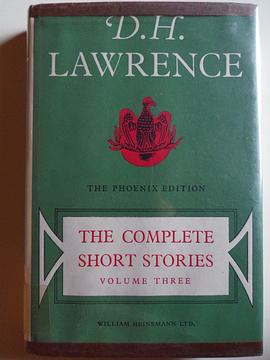 D.H.
LAWRENCE
THE PHOENIX EDITION
THE COMPLETE
SHORT STORIES
VOLUME THREE
WILLIAM HEINEMANN LTD.